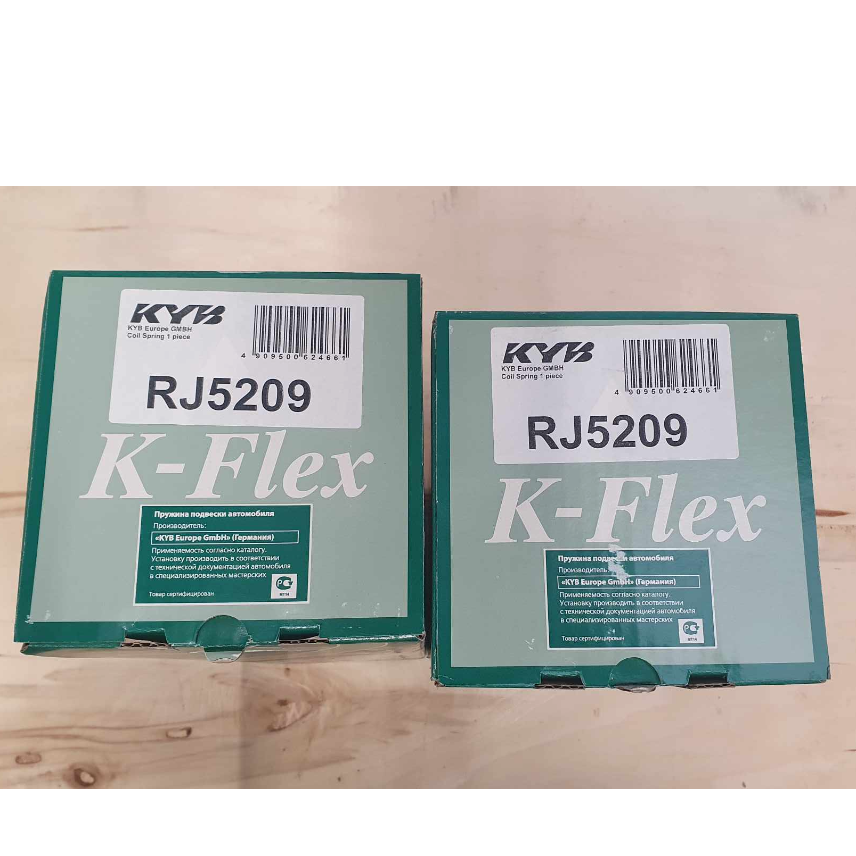 KYB
KYB Europe GMBH
Coil Spring 1 piece
4 909500 624661
RJ5209
K-Flex
Пружина подвески автомобиля
Производитель:
«KYB Europe GmbH» (Германия)
Применяемость согласно каталогу.
Установку производить в соответствии
с технической документацией автомобиля
в специализированных мастерских
Товар сертифицирован
KYB
KYB Europe GMBH
Coil Spring 1 piece
4 909500 624661
RJ5209
K-Flex
Пружина подвески автомобиля
Производитель:
«KYB Europe GmbH» (Германия)
Применяемость согласно каталогу.
Установку производить в соответствии
с технической документацией автомобиля
в специализированных мастерских
Товар сертифицирован